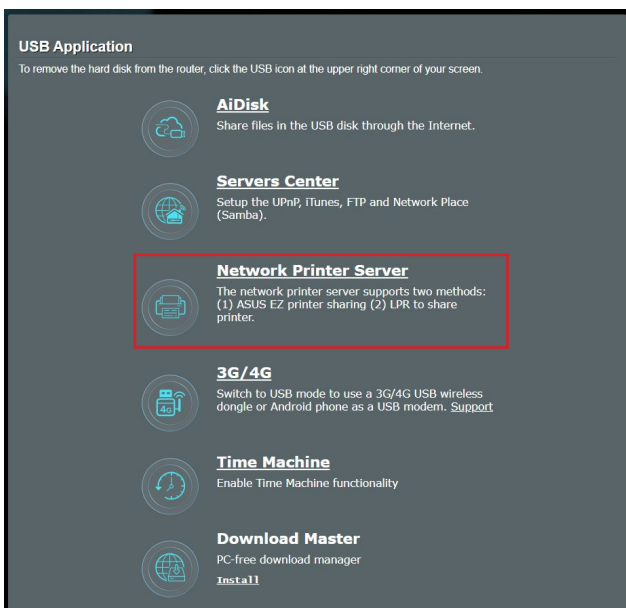 USB Application
To remove the hard disk from the router, click the USB icon at the upper right corner of your screen.
AiDisk
Share files in the USB disk through the Internet.
Servers Center
Setup the UPnP, iTunes, FTP and Network Place
(Samba).
Network Printer Server
The network printer server supports two methods:
(1) ASUS EZ printer sharing (2) LPR to share
printer.
4G
3G/4G
Switch to USB mode to use a 3G/4G USB wireless
dongle or Android phone as a USB modem. Support
Time Machine
Enable Time Machine functionality
Download Master
PC-free download manager
Install